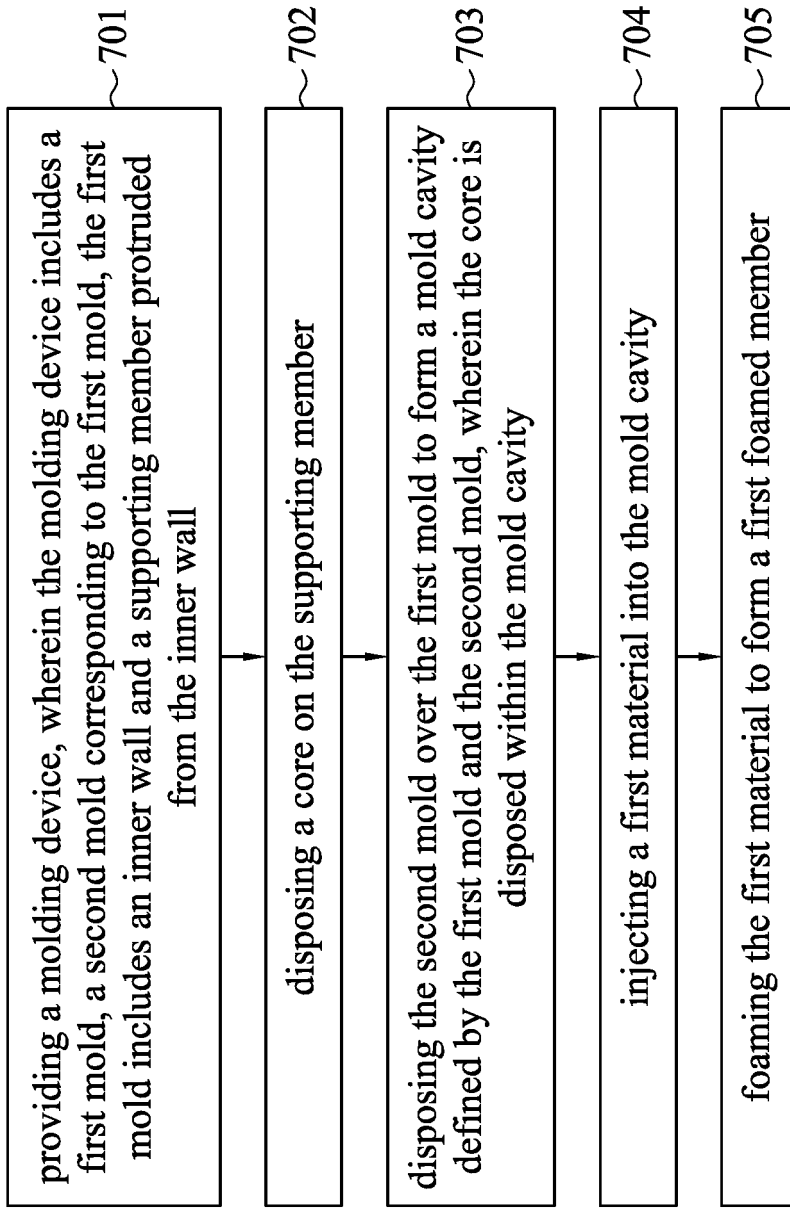 providing a molding device, wherein the molding device includes a
first mold, a second mold corresponding to the first mold, the first
mold includes an inner wall and a supporting member protruded
from the inner wall
701
disposing a core on the supporting member
702
disposing the second mold over the first mold to form a mold cavity
defined by the first mold and the second mold, wherein the core is
disposed within the mold cavity
703
injecting a first material into the mold cavity
704
foaming the first material to form a first foamed member
705